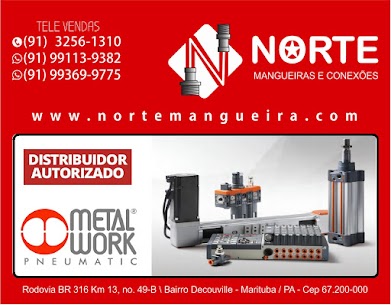 TELE VENDAS
(91) 3256-1310
(91) 99113-9382
(91) 99369-9775
N NORTE
MANGUEIRAS E CONEXÕES
www.nortemangueira.com
DISTRIBUIDOR
AUTORIZADO
METAL
WORK
®
PNEUMATIC
Rodovia BR 316 Km 13, no. 49-B \ Bairro Decouville - Marituba / PA - Cep 67.200-000